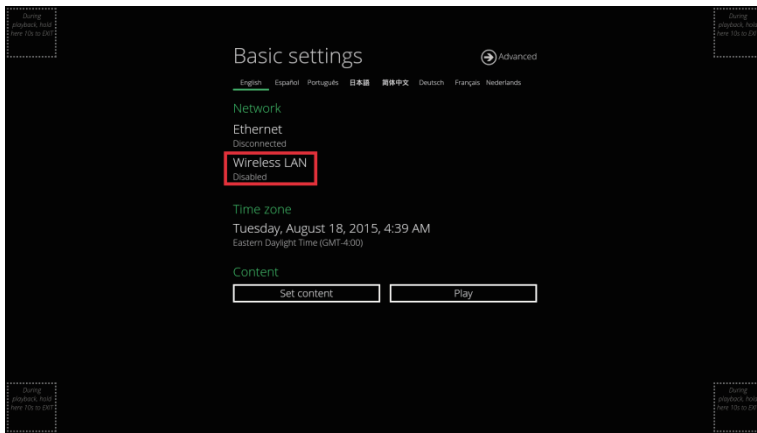 During
playback, hold
here 10s to EXIT
During
playback, hold
here 10s to EXIT
Basic settings
Advanced
English Español Português 日本語 简体中文 Deutsch Français Nederlands
Network
Ethernet
Disconnected
Wireless LAN
Disabled
Time zone
Tuesday, August 18, 2015, 4:39 AM
Eastern Daylight Time (GMT-4:00)
Content
Set content Play
During
playback, hold
here 10s to EXIT
During
playback, hold
here 10s to EXIT